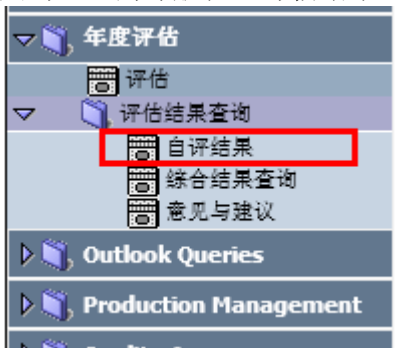 年度评估
评估
评估结果查询
自评结果
综合结果查询
意见与建议
Outlook Queries
Production Management